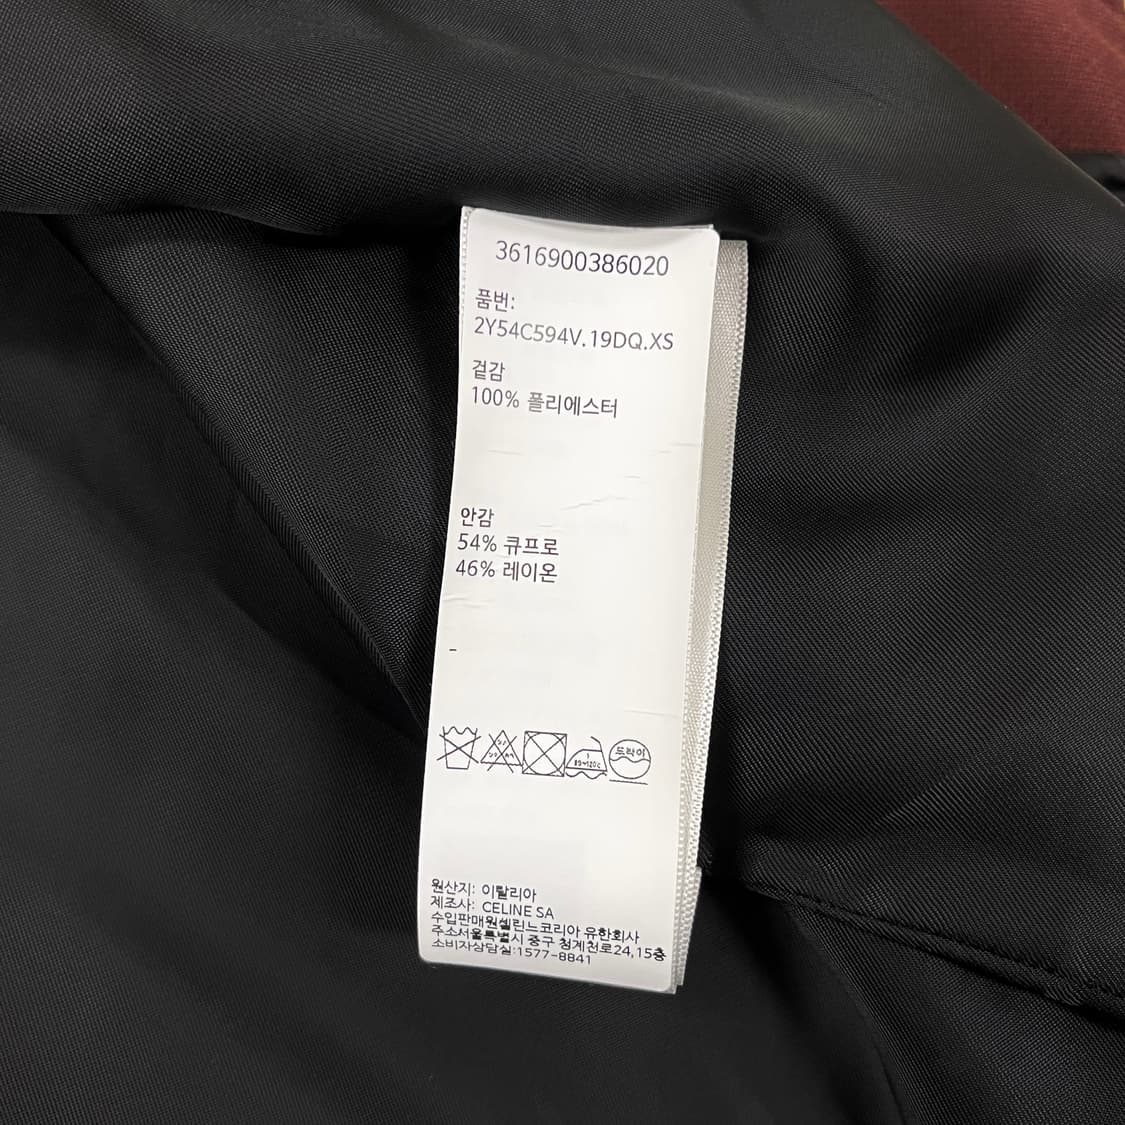 3616900386020
품번:
2Y54C594V.19DQ.XS
겉감
100% 폴리에스터
안감
54% 큐프로
46% 레이온
-
드라이
원산지: 이탈리아
제조사: CELINE SA
수입판매원셀린느코리아 유한회사
주소서울특별시 중구 청계천로24,15층
소비자상담실:1577-8841